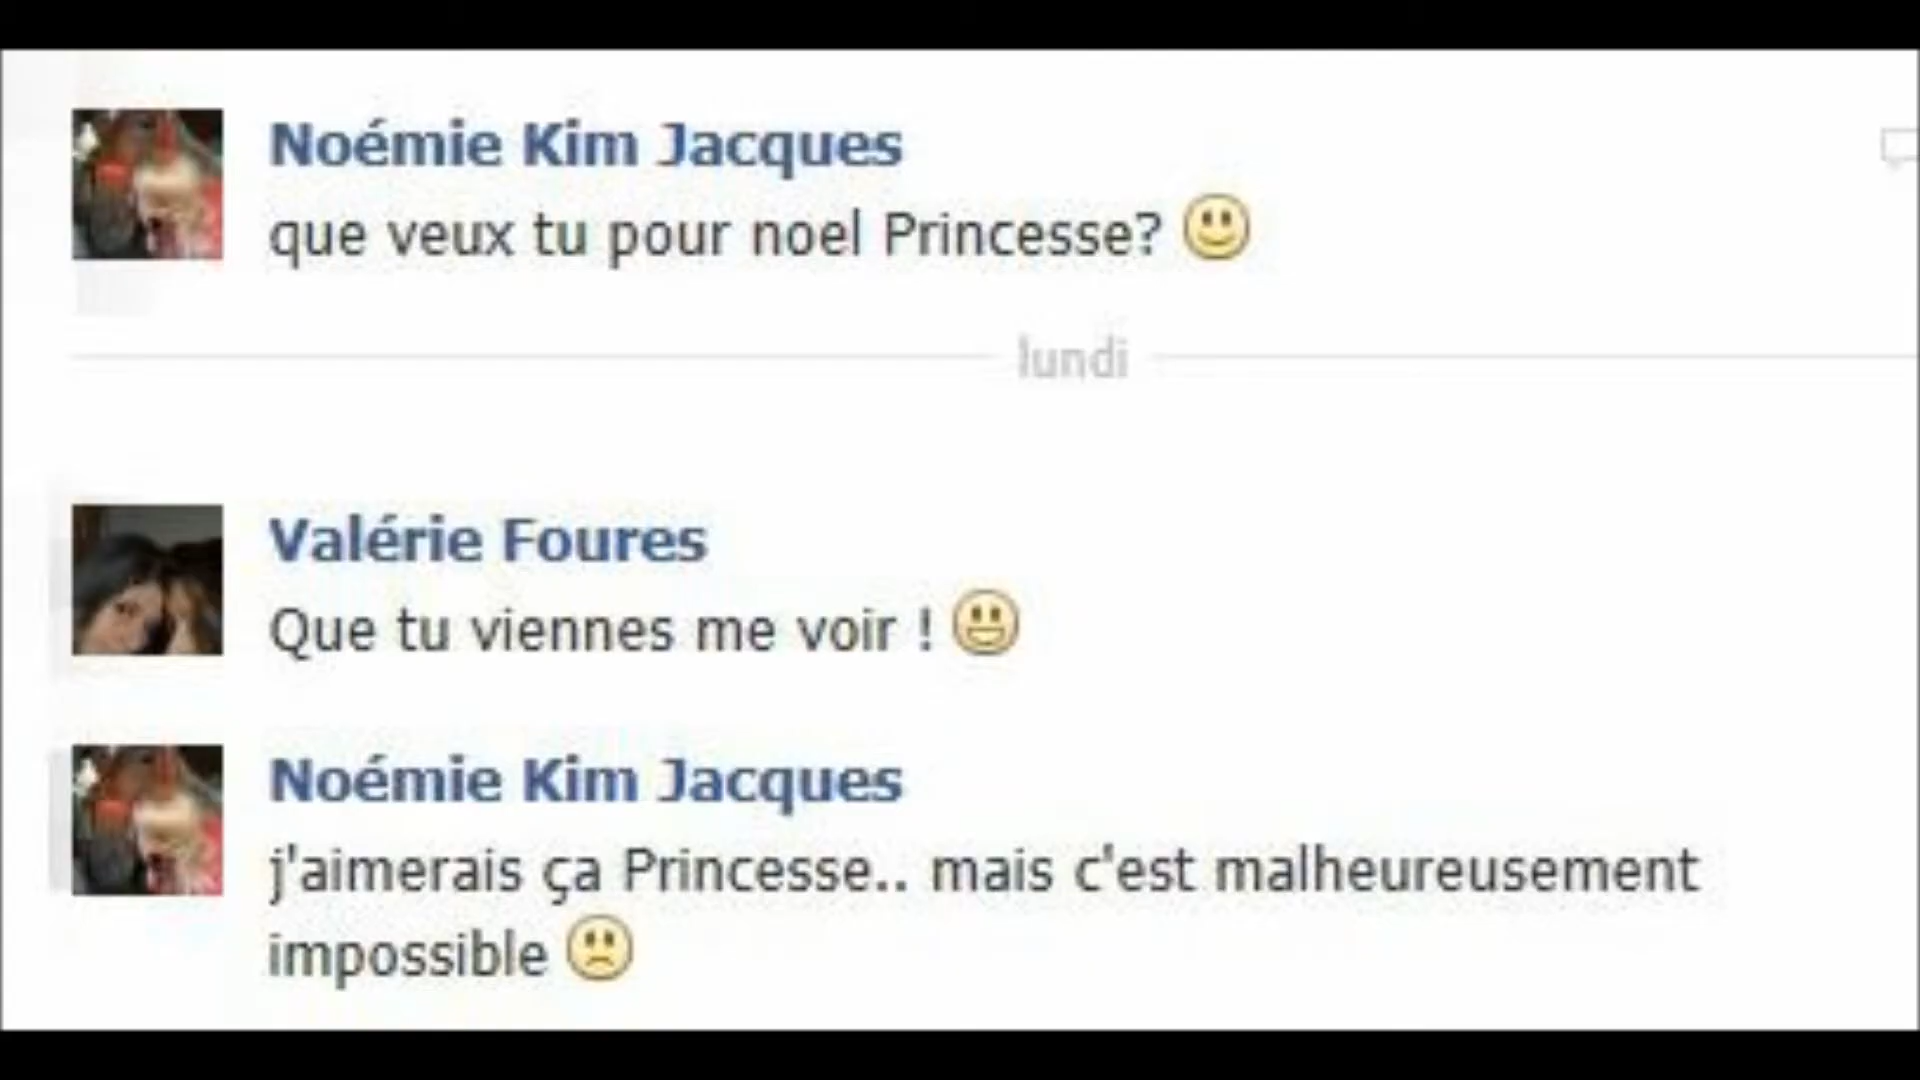 Noémie Kim Jacques
que veux tu pour noel Princesse?
lundi
Valérie Foures
Que tu viennes me voir !
Noémie Kim Jacques
j'aimerais ça Princesse.. mais c'est malheureusement
impossible